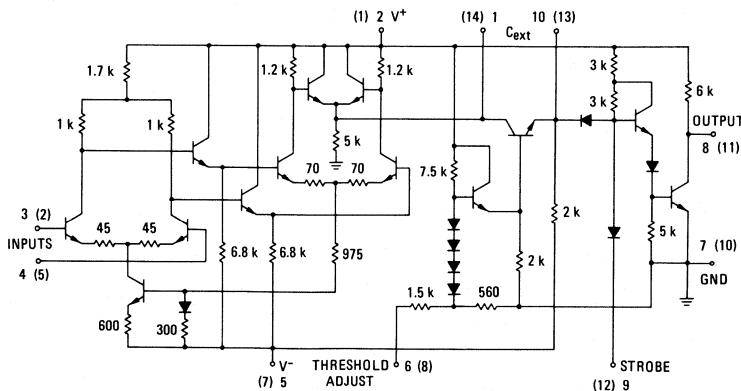 (1) 2 V+
(14) 1
10 (13)
Cext
1.7 k
1.2 k
1.2 k
3 k
3 k
6 k
1 k
1 k
OUTPUT
8 (11)
5 k
7.5 k
70
70
3 (2)
INPUTS
4 (5)
45
45
6.8 k
6.8 k
975
2 k
2 k
5 k
7 (10)
GND
600
300
1.5 k
560
V−
(7) 5
THRESHOLD
ADJUST
6 (8)
STROBE
(12) 9